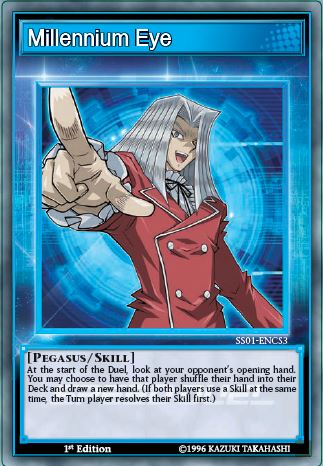 Millennium Eye
SS01-ENCS3
[PEGASUS/SKILL]
At the start of the Duel, look at your opponent's opening hand.
You may choose to have that player shuffle their hand into their
Deck and draw a new hand. (If both players use a Skill at the same
time, the Turn player resolves their Skill first.)
1st Edition
©1996 KAZUKI TAKAHASHI